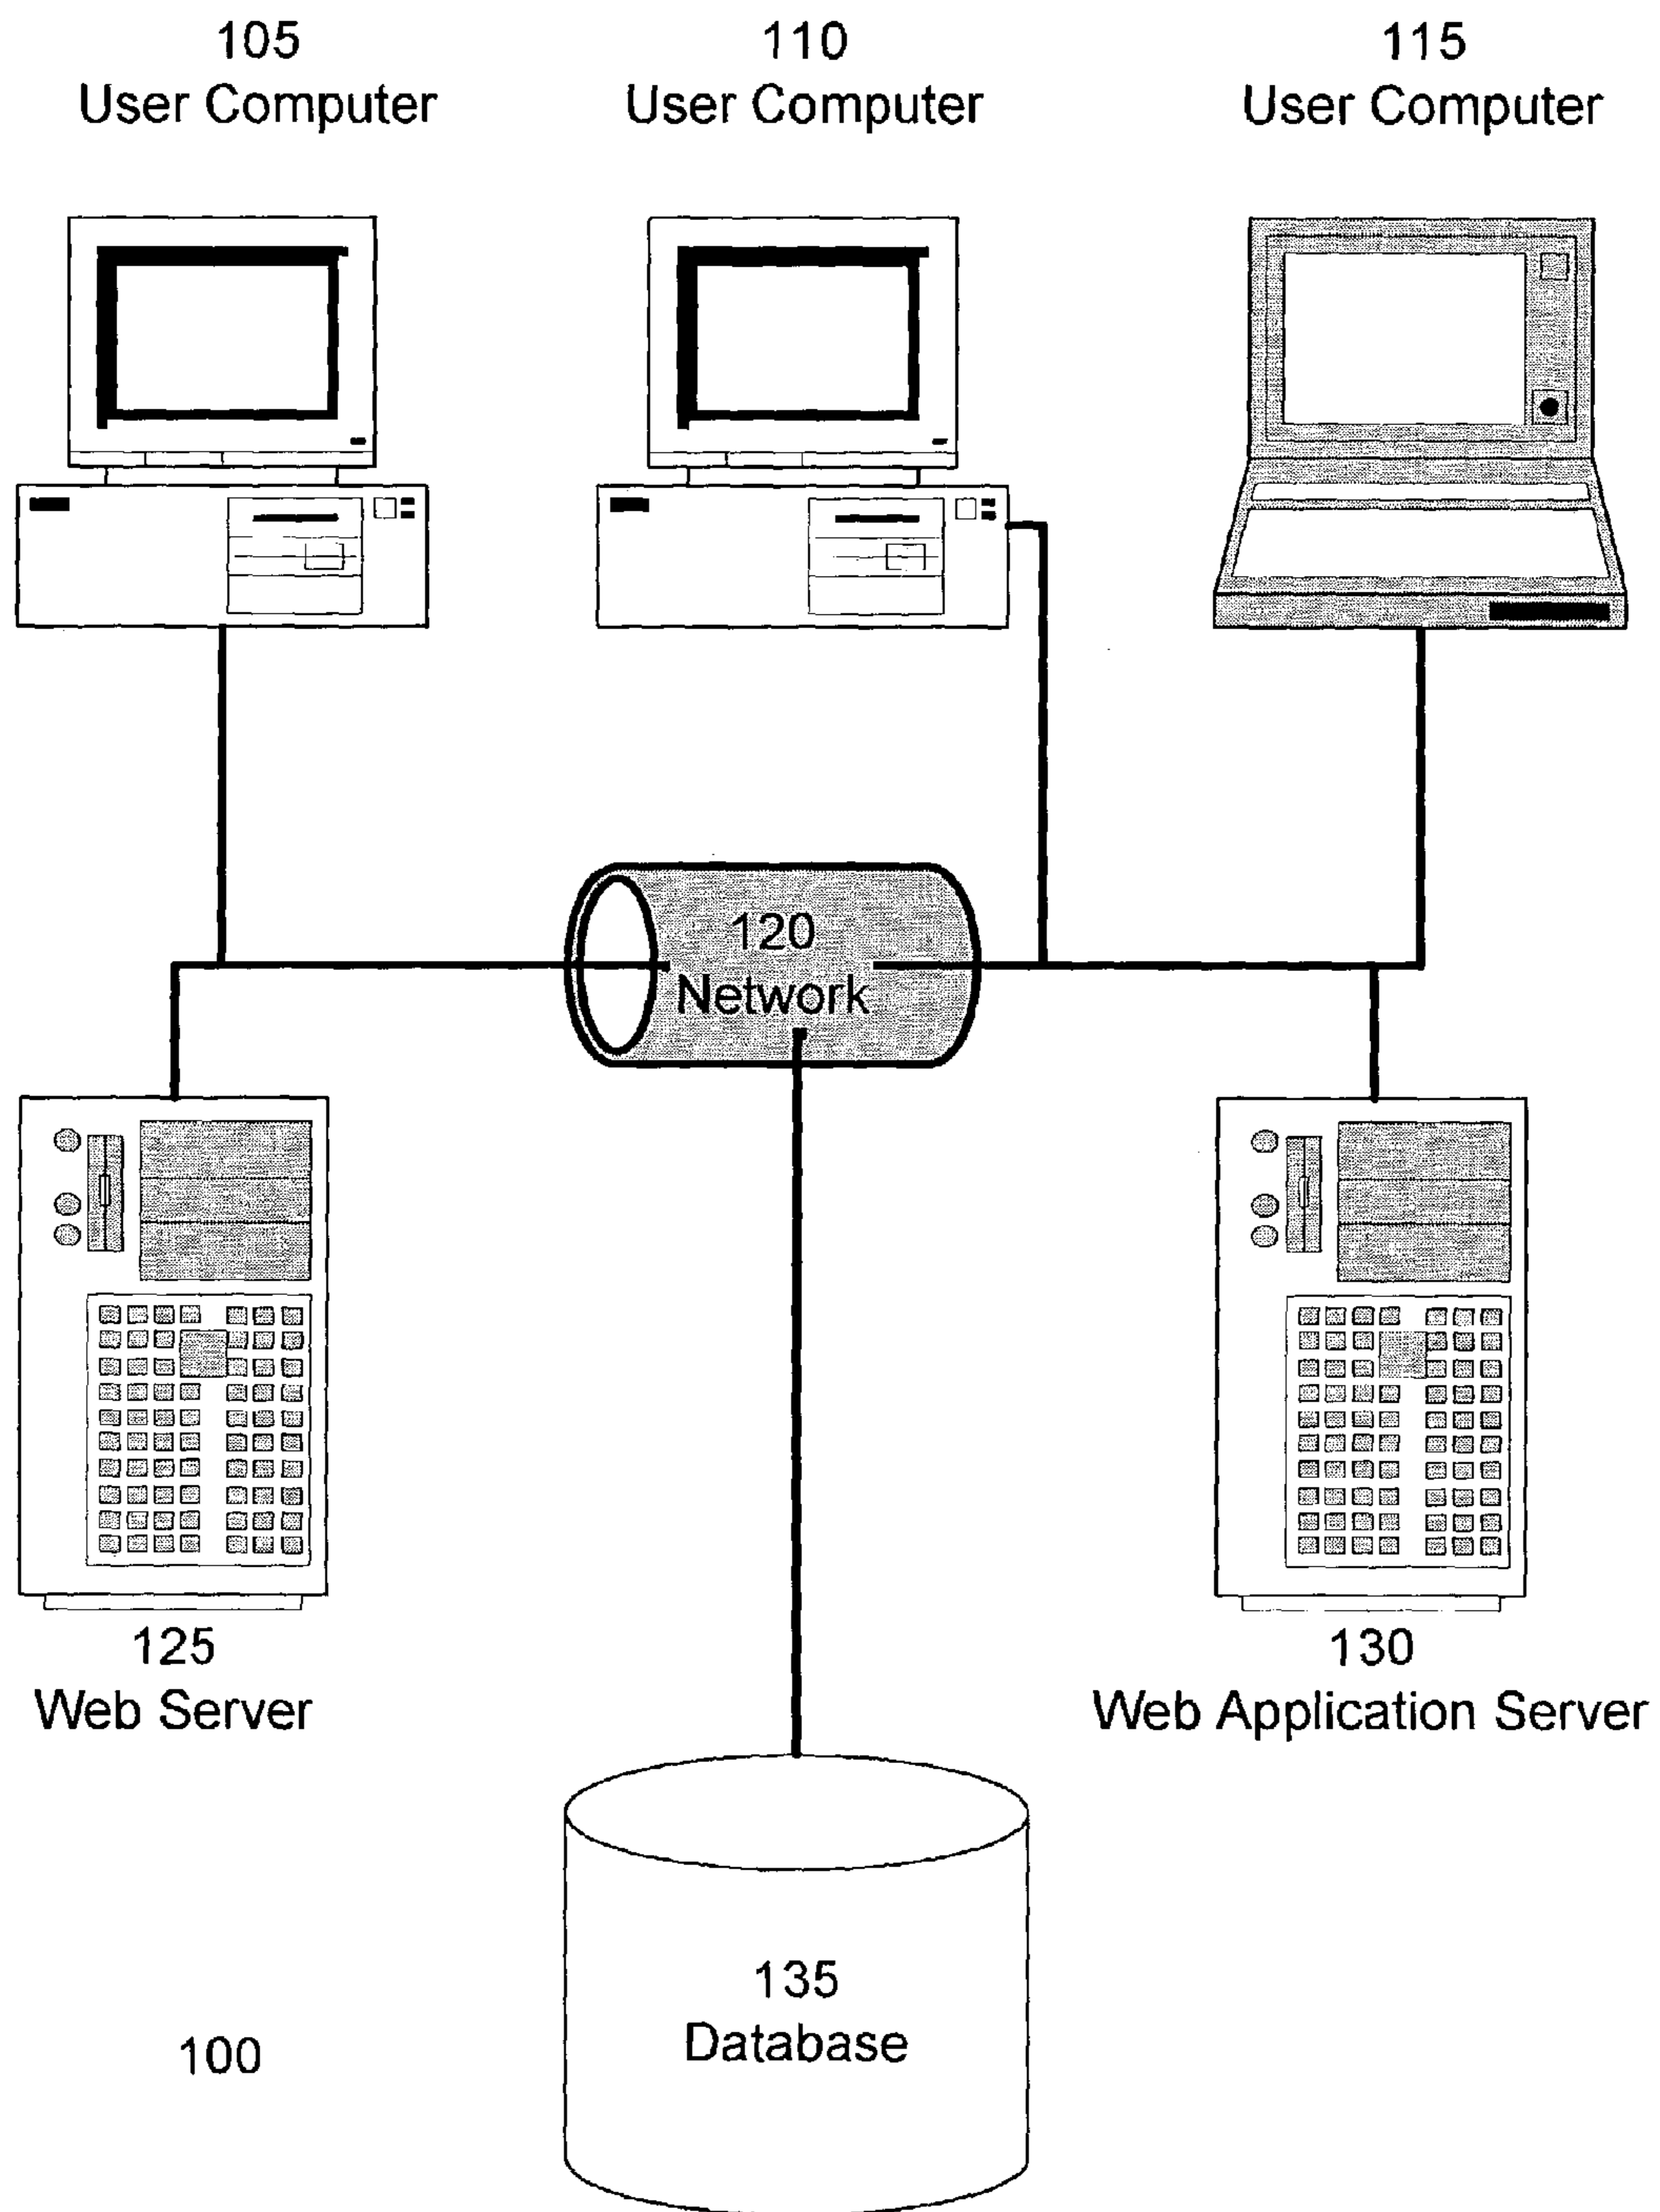 105
User Computer
110
User Computer
115
User Computer
120
Network
125
Web Server
130
Web Application Server
135
Database
100